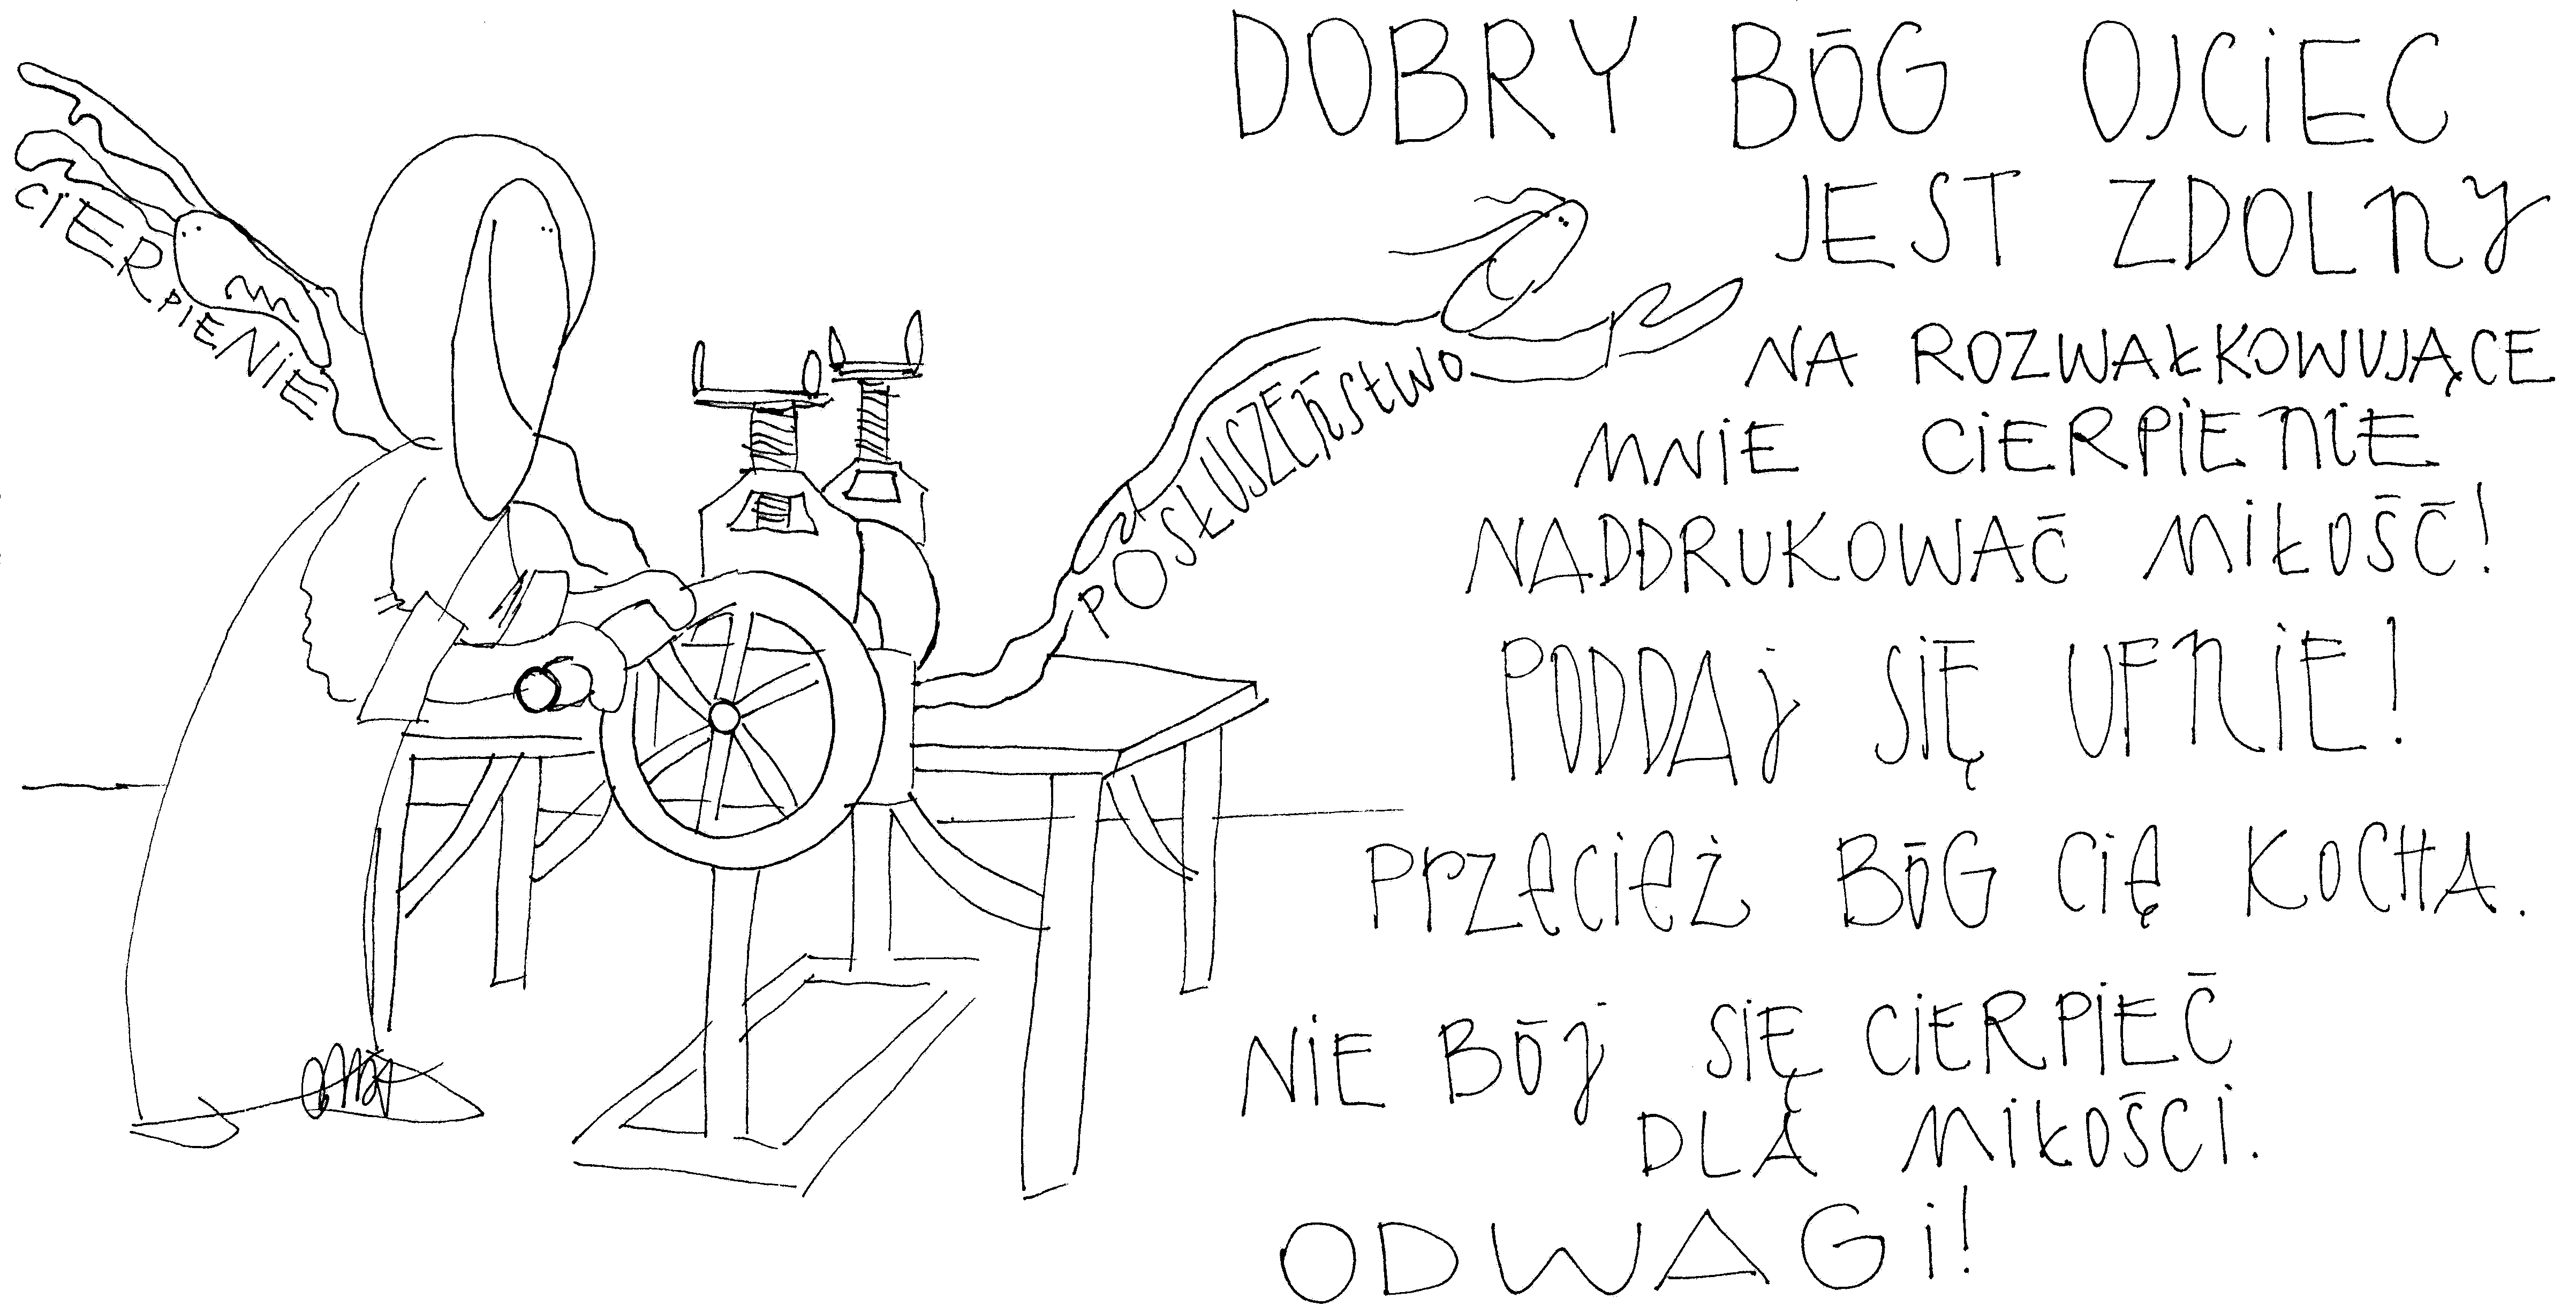 CIERPIENIE
POSŁUSZEŃSTWO
DOBRY BÓG OJCIEC
JEST ZDOLNY
NA ROZWAŁKOWUJĄCE
MNIE CIERPIENIE
NADDRUKOWAĆ MIŁOŚĆ!
PODDAJ SIĘ UFNIE!
PRZECIEŻ BÓG CIĘ KOCHA.
NIE BÓJ SIĘ CIERPIEĆ
DLA MIŁOŚCI.
ODWAGI!